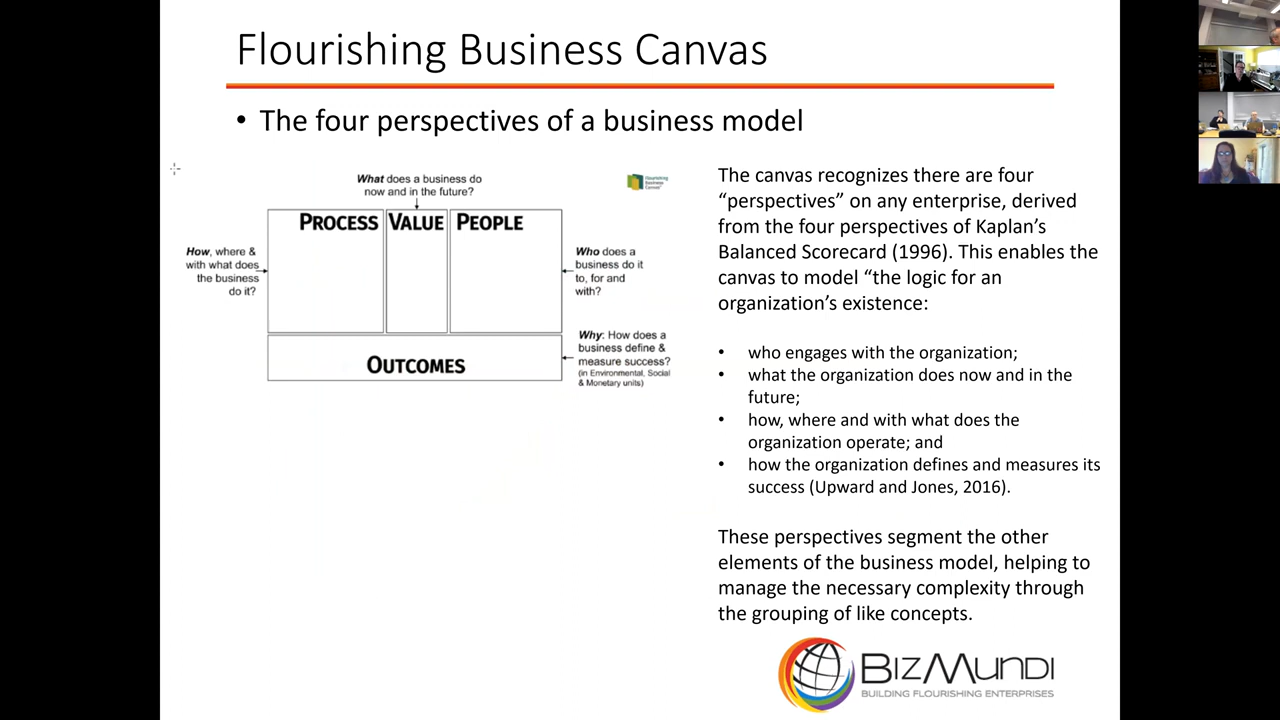 Flourishing Business Canvas
• The four perspectives of a business model
What does a business do
now and in the future?
Flourishing
Business
Canvas
PROCESS VALUE PEOPLE
How, where &
with what does
the business
do it?
Who does a
business do it
to, for and
with?
Why: How does a
business define &
measure success?
(in Environmental, Social
& Monetary units)
OUTCOMES
The canvas recognizes there are four
“perspectives” on any enterprise, derived
from the four perspectives of Kaplan’s
Balanced Scorecard (1996). This enables the
canvas to model “the logic for an
organization’s existence:
• who engages with the organization;
• what the organization does now and in the
future;
• how, where and with what does the
organization operate; and
• how the organization defines and measures its
success (Upward and Jones, 2016).
These perspectives segment the other
elements of the business model, helping to
manage the necessary complexity through
the grouping of like concepts.
BIZMUNDI
BUILDING FLOURISHING ENTERPRISES